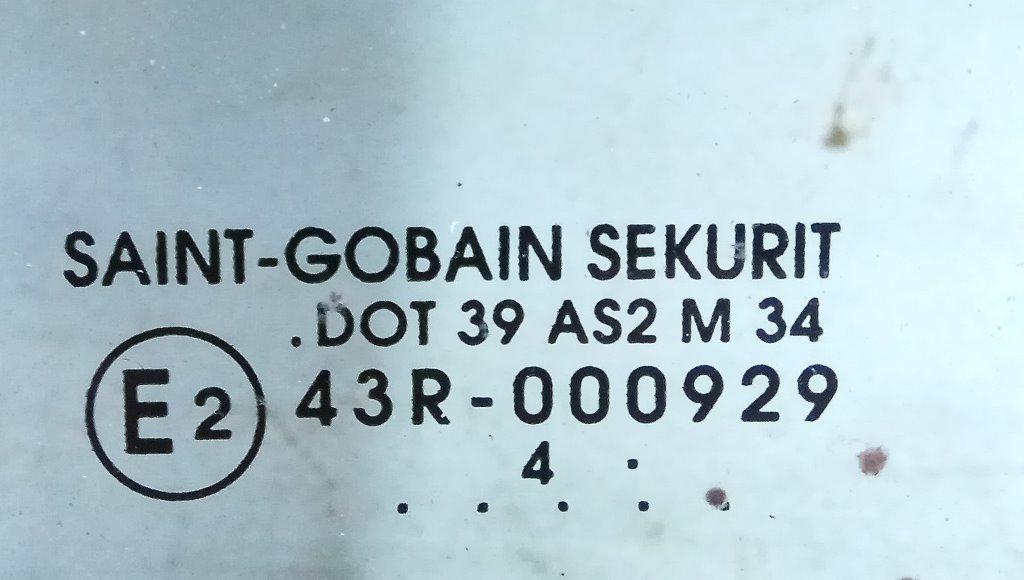 SAINT-GOBAIN SEKURIT
.DOT 39 AS2 M 34
E2 43R-000929
4 .
. . . . .